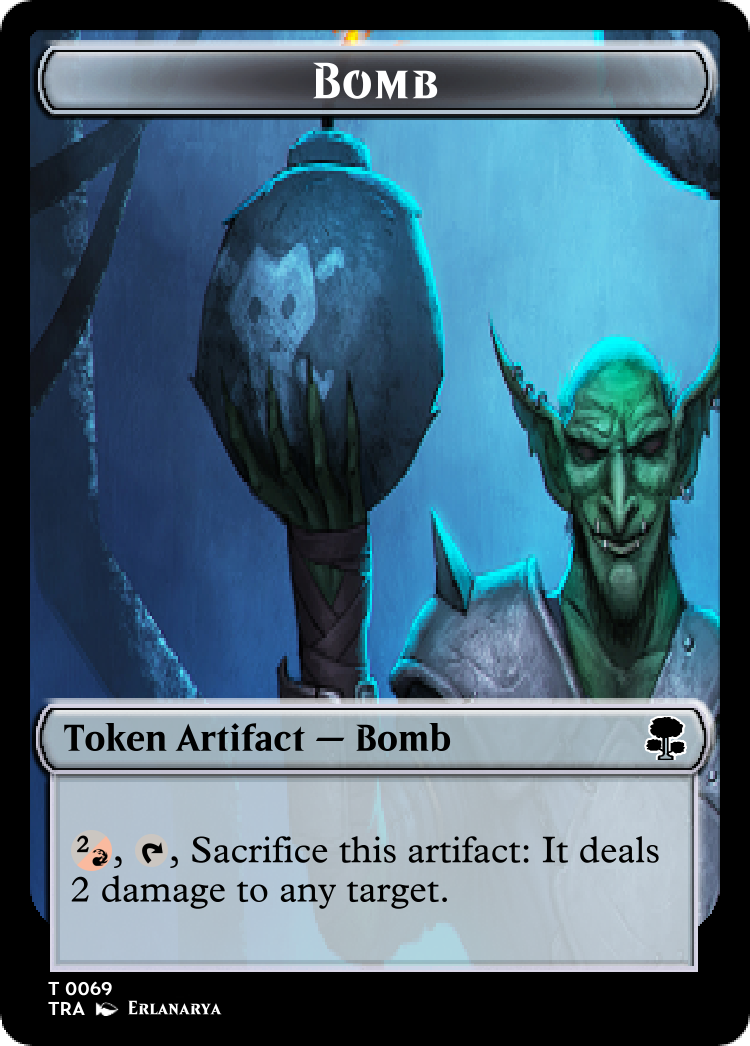 Bomb
Token Artifact — Bomb
2, , Sacrifice this artifact: It deals
2 damage to any target.
T 0069
TRA Erlanarya